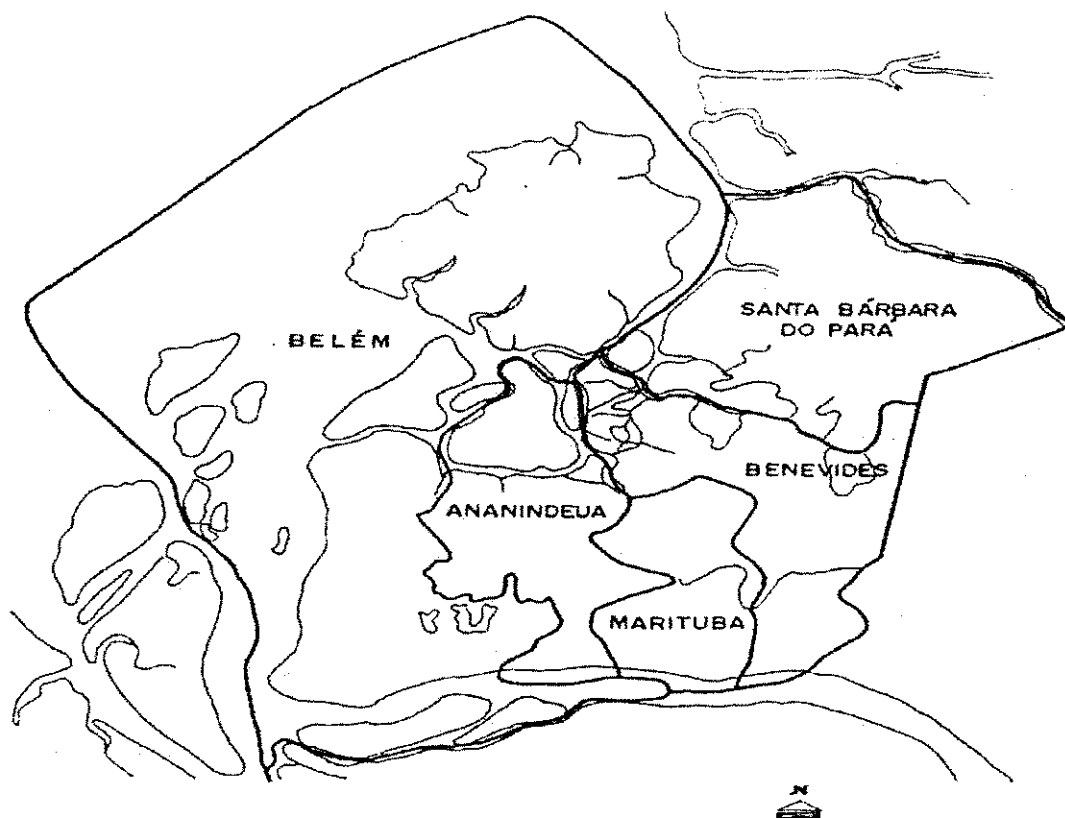 SANTA BÁRBARA
DO PARÁ
BELÉM
BENEVIDES
ANANINDEUA
MARITUBA
N